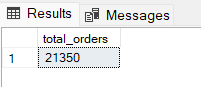 Results Messages
total_orders
1 21350